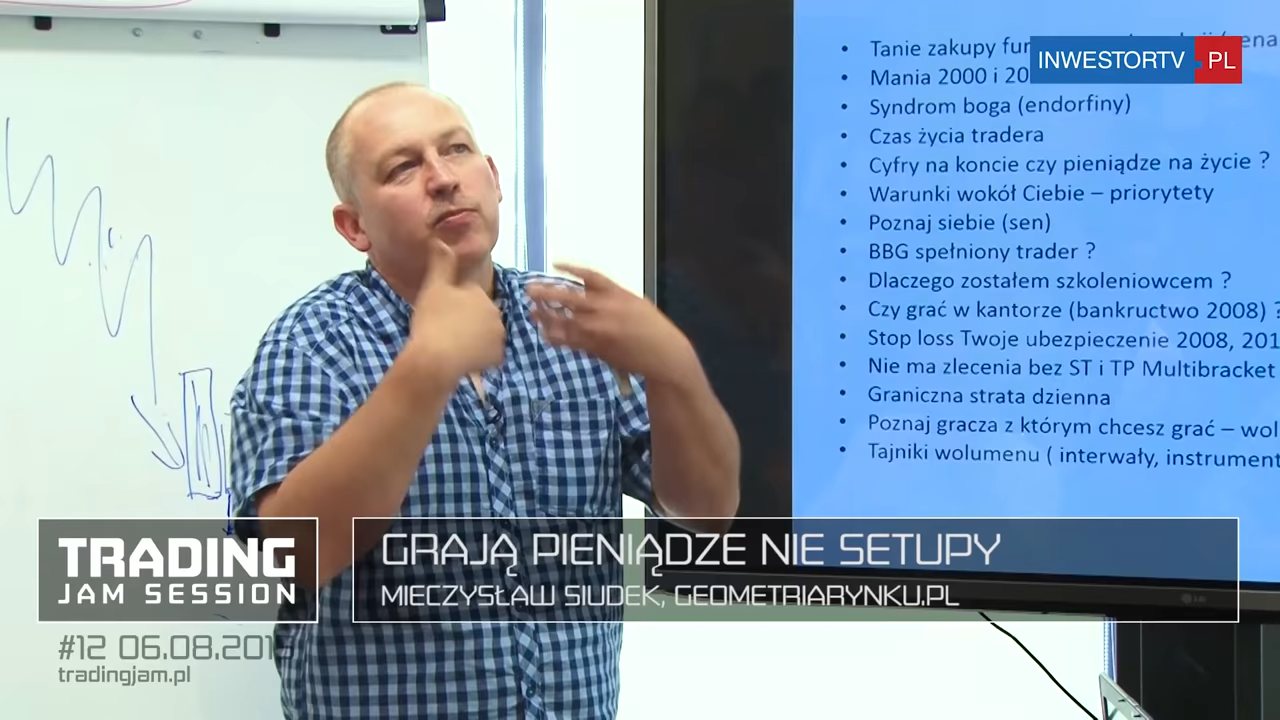 Tanie zakupy
INWESTORTV.PL
Mania 2000 i
Syndrom boga (endorfiny)
Czas życia tradera
Cyfry na koncie czy pieniądze na życie ?
Warunki wokół Ciebie – priorytety
Poznaj siebie (sen)
BBG spełniony trader ?
Dlaczego zostałem szkoleniowcem ?
Czy grać w kantorze (bankructwo 2008) ?
Stop loss Twoje ubezpieczenie 2008, 201
Nie ma zlecenia bez ST i TP Multibracket
Graniczna strata dzienna
Poznaj gracza z którym chcesz grać – wol
Tajniki wolumenu ( interwały, instrument
TRADING
JAM SESSION
GRAJĄ PIENIĄDZE NIE SETUPY
MIECZYSŁAW SIUDEK, GEOMETRIARYNKU.PL
#12 06.08.201
tradingjam.pl
LG